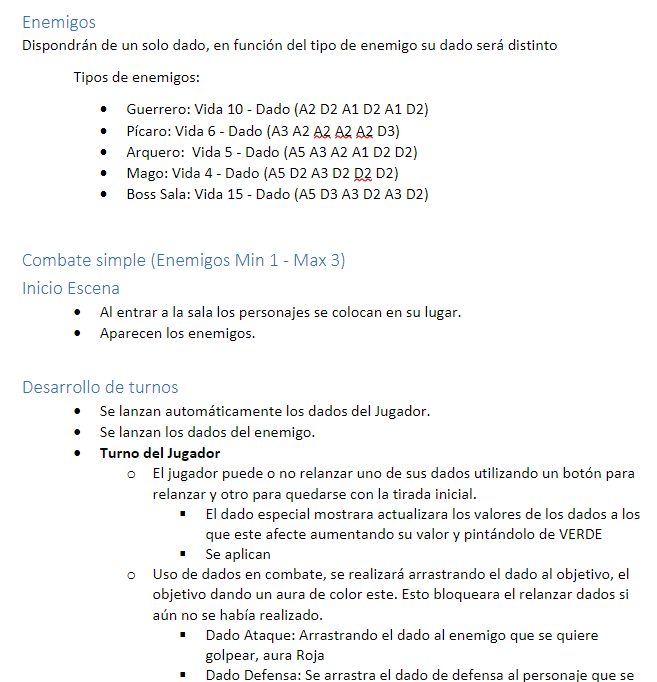 Enemigos
Dispondrán de un solo dado, en función del tipo de enemigo su dado será distinto
Tipos de enemigos:
• Guerrero: Vida 10 - Dado (A2 D2 A1 D2 A1 D2)
• Pícaro: Vida 6 - Dado (A3 A2 A2 A2 A2 D3)
• Arquero:  Vida 5 - Dado (A5 A3 A2 A1 D2 D2)
• Mago: Vida 4 - Dado (A5 D2 A3 D2 D2 D2)
• Boss Sala: Vida 15 - Dado (A5 D3 A3 D2 A3 D2)
Combate simple (Enemigos Min 1 - Max 3)
Inicio Escena
• Al entrar a la sala los personajes se colocan en su lugar.
• Aparecen los enemigos.
Desarrollo de turnos
• Se lanzan automáticamente los dados del Jugador.
• Se lanzan los dados del enemigo.
• Turno del Jugador
o El jugador puede o no relanzar uno de sus dados utilizando un botón para
relanzar y otro para quedarse con la tirada inicial.
▪ El dado especial mostrara actualizara los valores de los dados a los
que este afecte aumentando su valor y pintándolo de VERDE
▪ Se aplican
o Uso de dados en combate, se realizará arrastrando el dado al objetivo, el
objetivo dando un aura de color este. Esto bloqueara el relanzar dados si
aún no se había realizado.
▪ Dado Ataque: Arrastrando el dado al enemigo que se quiere
golpear, aura Roja
▪ Dado Defensa: Se arrastra el dado de defensa al personaje que se